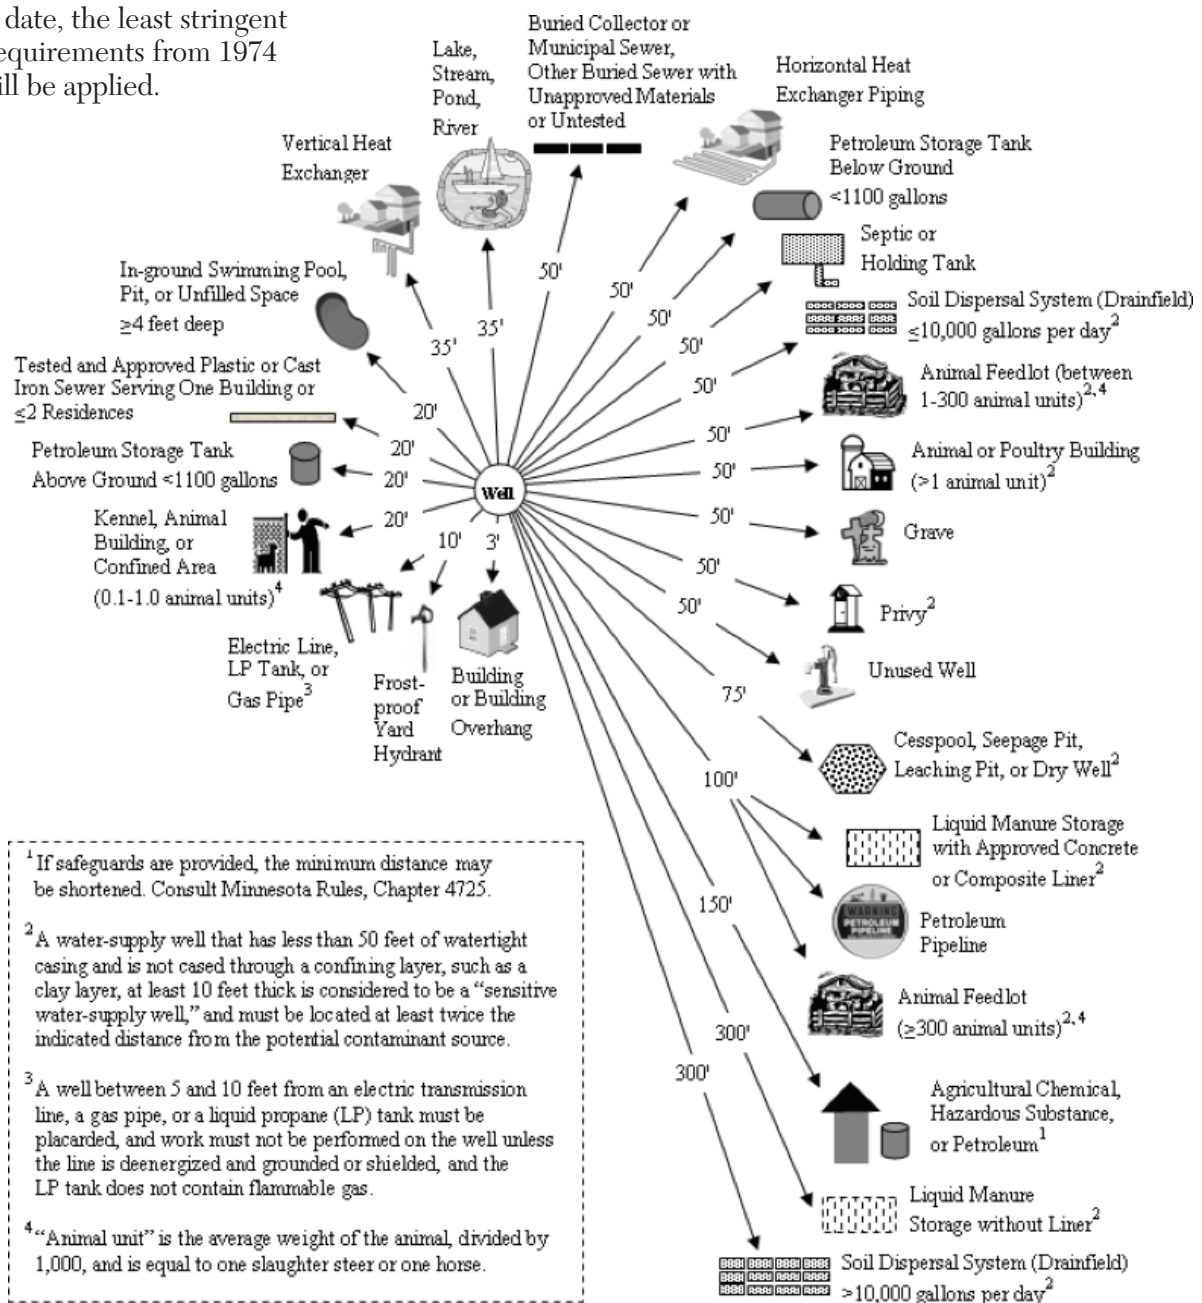 date, the least stringent
equirements from 1974
ill be applied.
Buried Collector or
Municipal Sewer,
Other Buried Sewer with
Unapproved Materials
or Untested
Lake,
Stream,
Pond,
River
Horizontal Heat
Exchanger Piping
Vertical Heat
Exchanger
Petroleum Storage Tank
Below Ground
<1100 gallons
Septic or
Holding Tank
In-ground Swimming Pool,
Pit, or Unfilled Space
≥4 feet deep
Soil Dispersal System (Drainfield)
≤10,000 gallons per day²
Tested and Approved Plastic or Cast
Iron Sewer Serving One Building or
≤2 Residences
Animal Feedlot (between
1-300 animal units)²,⁴
Petroleum Storage Tank
Above Ground <1100 gallons
Animal or Poultry Building
(>1 animal unit)²
Kennel, Animal
Building, or
Confined Area
(0.1-1.0 animal units)⁴
Grave
Privy²
Electric Line,
LP Tank, or
Gas Pipe³
Frost-
proof
Yard
Hydrant
Building
or Building
Overhang
Unused Well
Cesspool, Seepage Pit,
Leaching Pit, or Dry Well²
Liquid Manure Storage
with Approved Concrete
or Composite Liner²
WARNING
PETROLEUM
PIPELINE
Petroleum
Pipeline
Animal Feedlot
(≥300 animal units)²,⁴
Agricultural Chemical,
Hazardous Substance,
or Petroleum¹
Liquid Manure
Storage without Liner²
Soil Dispersal System (Drainfield)
>10,000 gallons per day²
Well
35'
35'
50'
50'
50'
50'
50'
50'
50'
50'
50'
50'
75'
100'
150'
300'
300'
20'
20'
20'
20'
10'
3'
¹ If safeguards are provided, the minimum distance may
be shortened. Consult Minnesota Rules, Chapter 4725.
² A water-supply well that has less than 50 feet of watertight
casing and is not cased through a confining layer, such as a
clay layer, at least 10 feet thick is considered to be a “sensitive
water-supply well,” and must be located at least twice the
indicated distance from the potential contaminant source.
³ A well between 5 and 10 feet from an electric transmission
line, a gas pipe, or a liquid propane (LP) tank must be
placarded, and work must not be performed on the well unless
the line is deenergized and grounded or shielded, and the
LP tank does not contain flammable gas.
⁴ “Animal unit” is the average weight of the animal, divided by
1,000, and is equal to one slaughter steer or one horse.